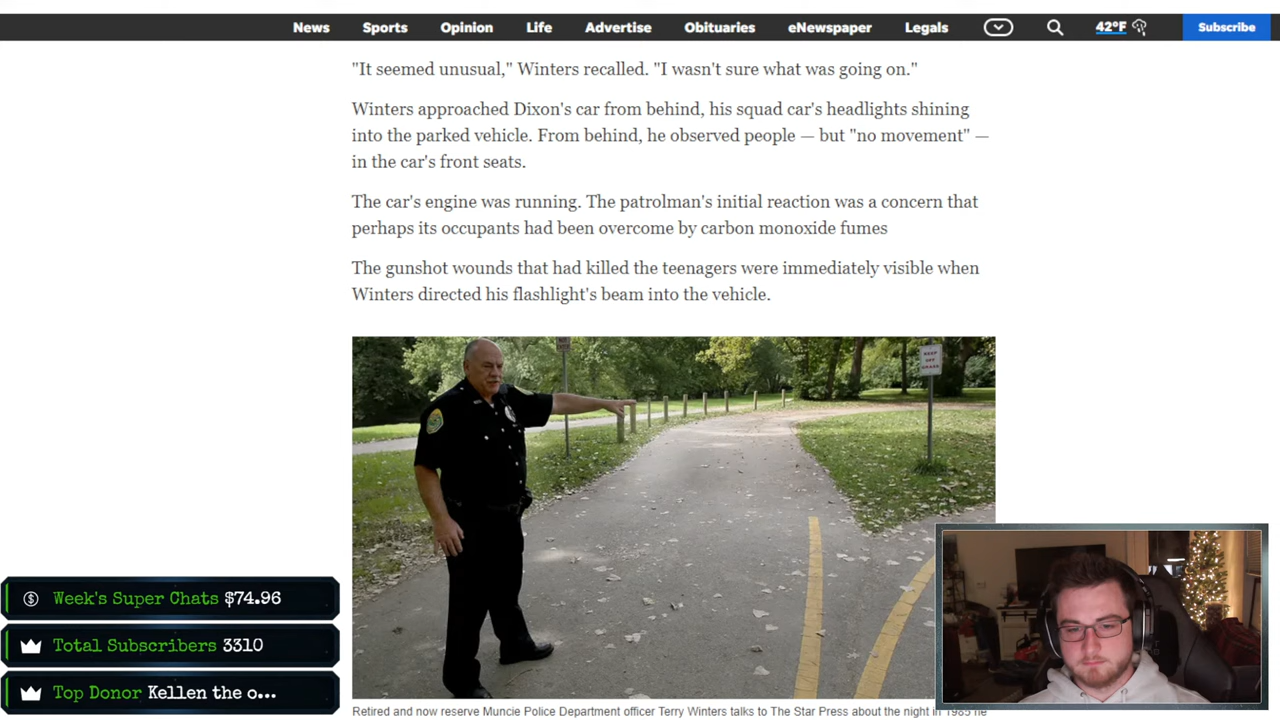 News Sports Opinion Life Advertise Obituaries eNewspaper Legals 42°F Subscribe
"It seemed unusual," Winters recalled. "I wasn't sure what was going on."
Winters approached Dixon's car from behind, his squad car's headlights shining
into the parked vehicle. From behind, he observed people — but "no movement" —
in the car's front seats.
The car's engine was running. The patrolman's initial reaction was a concern that
perhaps its occupants had been overcome by carbon monoxide fumes
The gunshot wounds that had killed the teenagers were immediately visible when
Winters directed his flashlight's beam into the vehicle.
KEEP
OFF
GRASS
Week's Super Chats $74.96
Total Subscribers 3310
Top Donor Kellen the o...
Retired and now reserve Muncie Police Department officer Terry Winters talks to The Star Press about the night in 1985 he